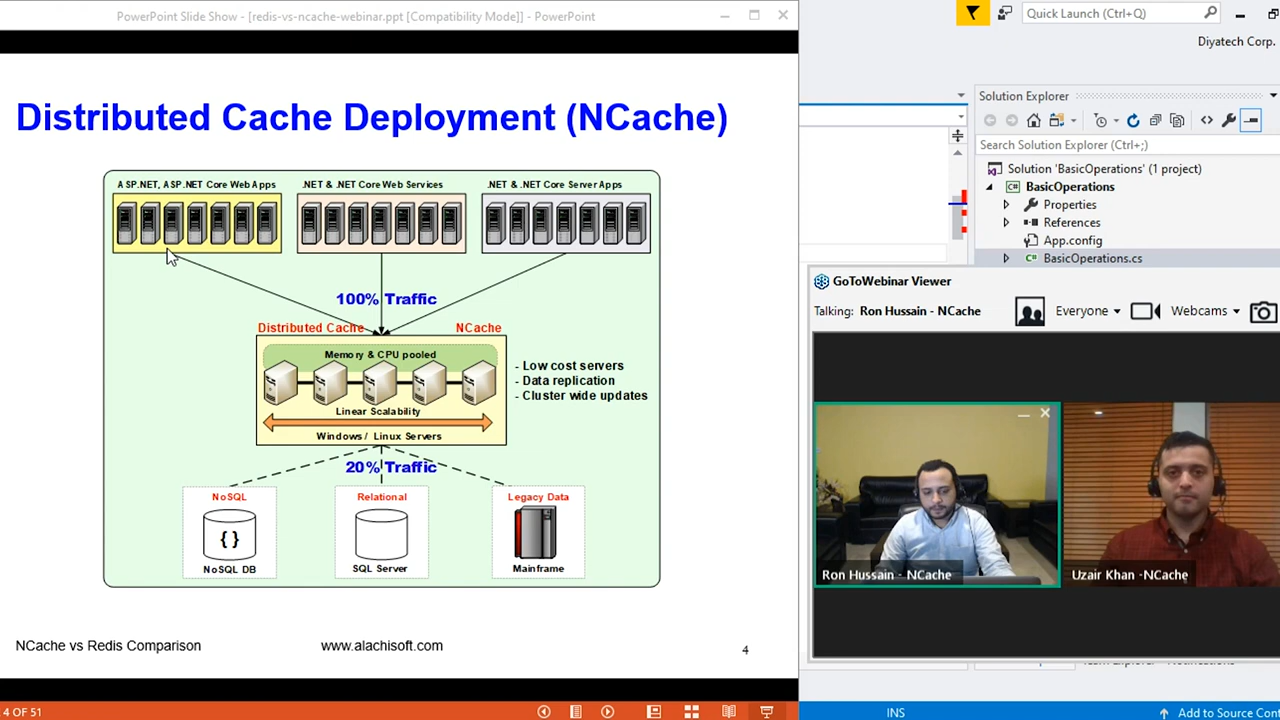 PowerPoint Slide Show - [redis-vs-ncache-webinar.ppt [Compatibility Mode]] - PowerPoint
Quick Launch (Ctrl+Q)
Diyatech Corp.
Distributed Cache Deployment (NCache)
ASP.NET, ASP.NET Core Web Apps
.NET & .NET Core Web Services
.NET & .NET Core Server Apps
100% Traffic
Distributed Cache
NCache
Memory & CPU pooled
- Low cost servers
- Data replication
- Cluster wide updates
Linear Scalability
Windows / Linux Servers
20% Traffic
NoSQL
Relational
Legacy Data
{ }
NoSQL DB
SQL Server
Mainframe
NCache vs Redis Comparison
www.alachisoft.com
4
4 OF 51
Solution Explorer
Search Solution Explorer (Ctrl+;)
Solution 'BasicOperations' (1 project)
BasicOperations
Properties
References
App.config
BasicOperations.cs
GoToWebinar Viewer
Talking: Ron Hussain - NCache
Everyone
Webcams
Ron Hussain - NCache
Uzair Khan -NCache
INS
Add to Source Cont